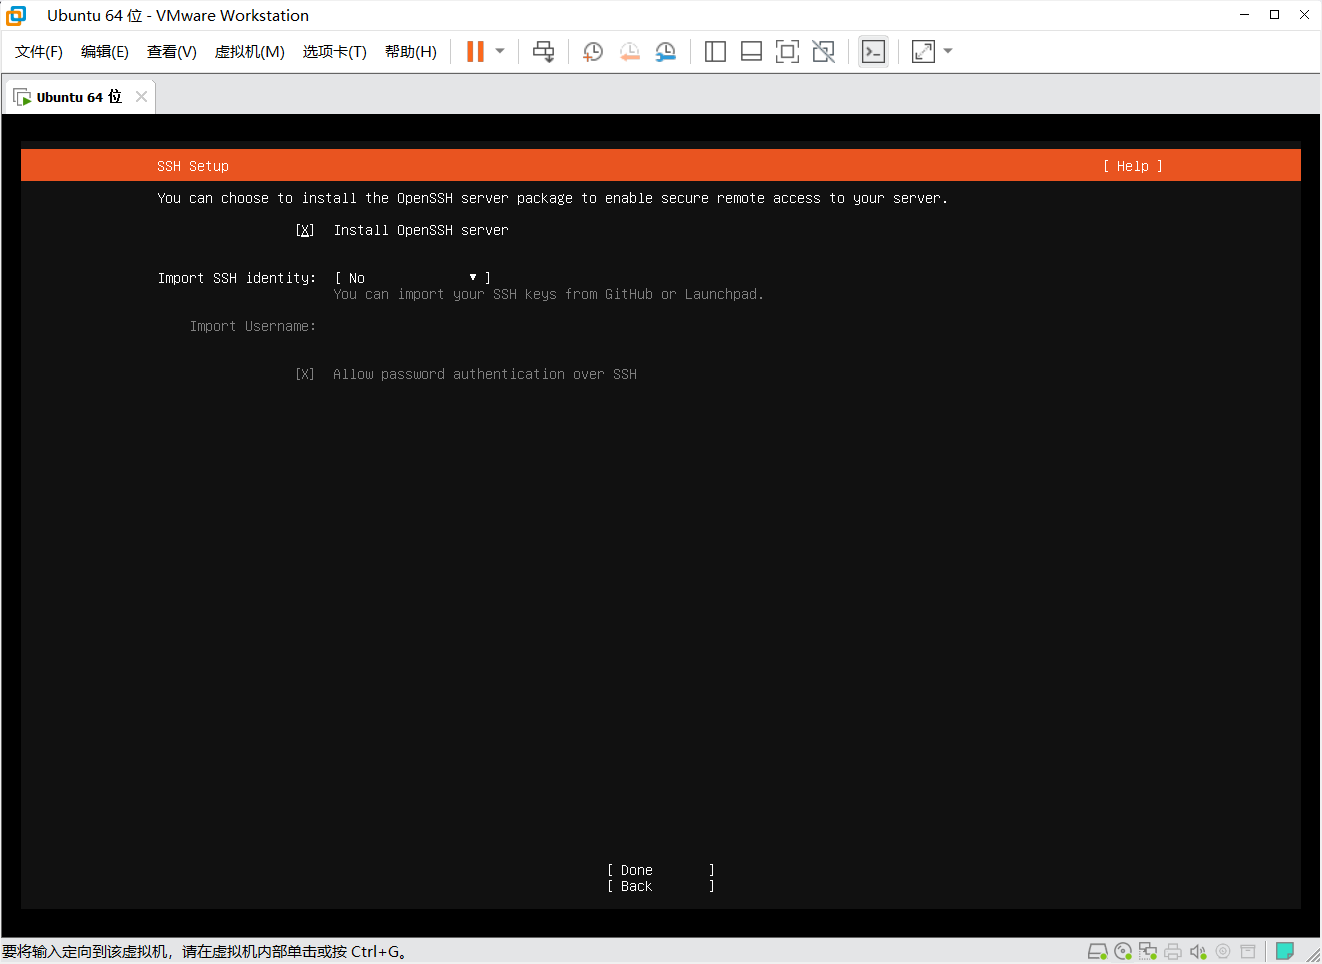 Ubuntu 64 位 - VMware Workstation
文件(F) 编辑(E) 查看(V) 虚拟机(M) 选项卡(T) 帮助(H)
Ubuntu 64 位
SSH Setup [ Help ]
You can choose to install the OpenSSH server package to enable secure remote access to your server.
[X] Install OpenSSH server
Import SSH identity: [ No ▼ ]
You can import your SSH keys from GitHub or Launchpad.
Import Username:
[X] Allow password authentication over SSH
[ Done ]
[ Back ]
要将输入定向到该虚拟机，请在虚拟机内部单击或按 Ctrl+G。